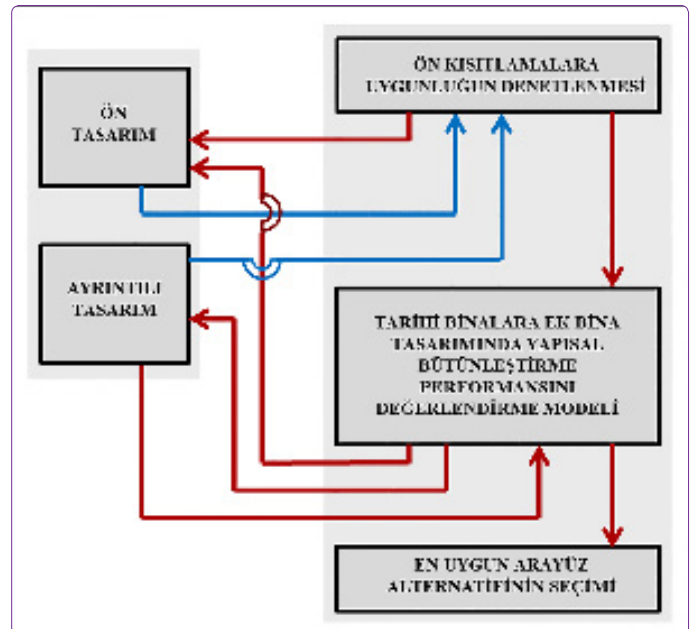 ÖN
TASARIM
AYRINTILI
TASARIM
ÖN KISITLAMALARA
UYGUNLUĞUN DENETLENMESİ
TARİHİ BİNALARA EK BİNA
TASARIMINDA YAPISAL
BÜTÜNLEŞTİRME
PERFORMANSINI
DEĞERLENDİRME MODELİ
EN UYGUN ARAYÜZ
ALTERNATİFİNİN SEÇİMİ